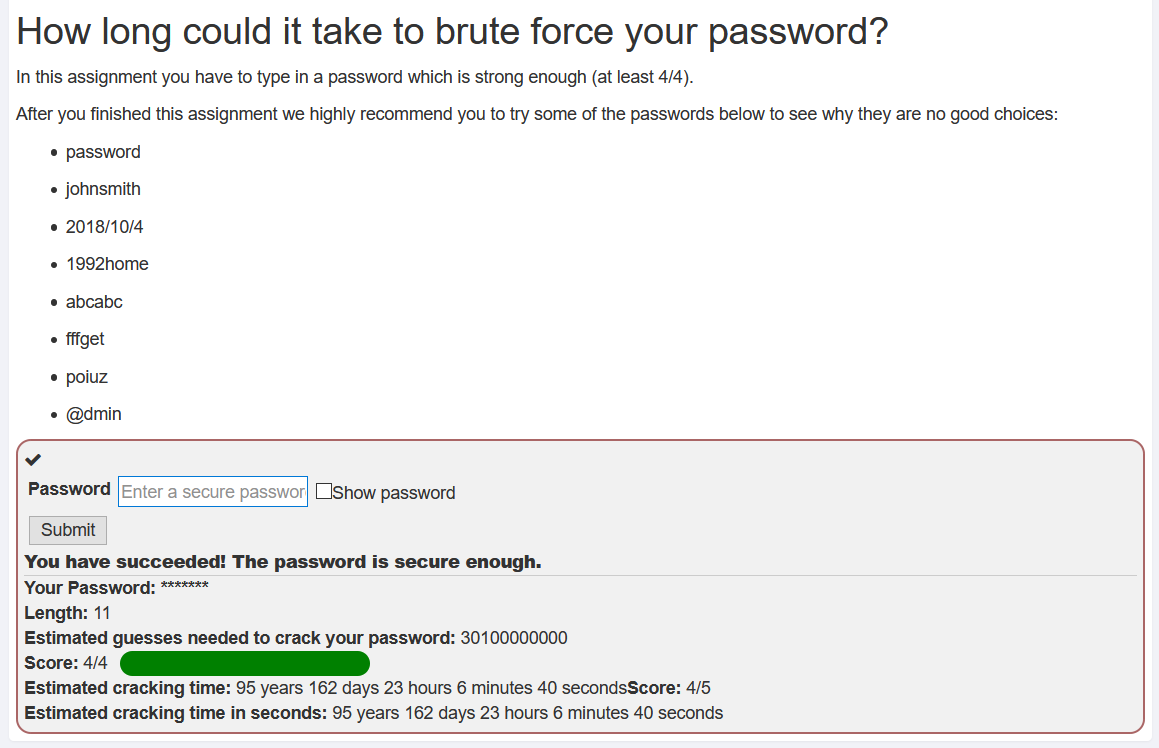 How long could it take to brute force your password?
In this assignment you have to type in a password which is strong enough (at least 4/4).
After you finished this assignment we highly recommend you to try some of the passwords below to see why they are no good choices:
password
johnsmith
2018/10/4
1992home
abcabc
fffget
poiuz
@dmin
Password Enter a secure passwor Show password
Submit
You have succeeded! The password is secure enough.
Your Password: *******
Length: 11
Estimated guesses needed to crack your password: 30100000000
Score: 4/4
Estimated cracking time: 95 years 162 days 23 hours 6 minutes 40 secondsScore: 4/5
Estimated cracking time in seconds: 95 years 162 days 23 hours 6 minutes 40 seconds